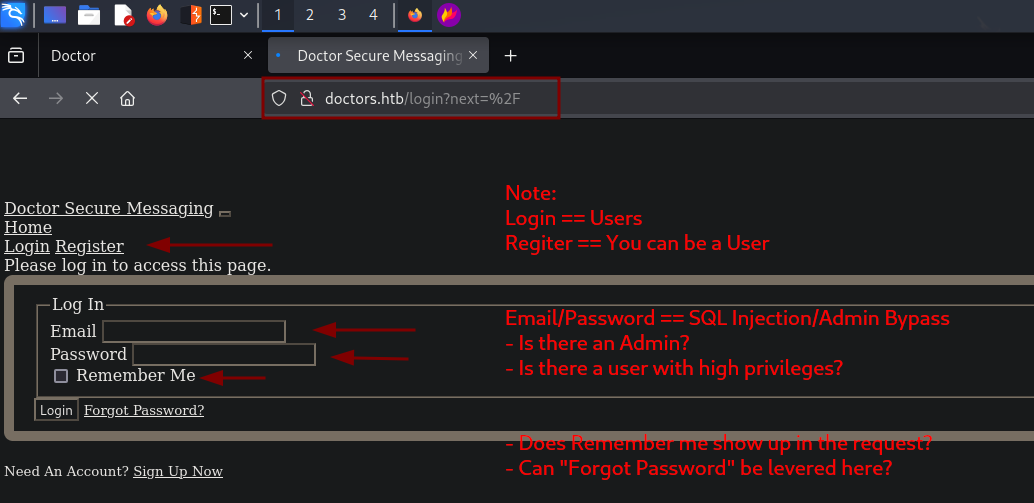 1 2 3 4
Doctor
Doctor Secure Messaging
doctors.htb/login?next=%2F
Doctor Secure Messaging
Home
Login Register
Please log in to access this page.
Log In
Email
Password
Remember Me
Login Forgot Password?
Need An Account? Sign Up Now
Note:
Login == Users
Regiter == You can be a User
Email/Password == SQL Injection/Admin Bypass
- Is there an Admin?
- Is there a user with high privileges?
- Does Remember me show up in the request?
- Can "Forgot Password" be levered here?